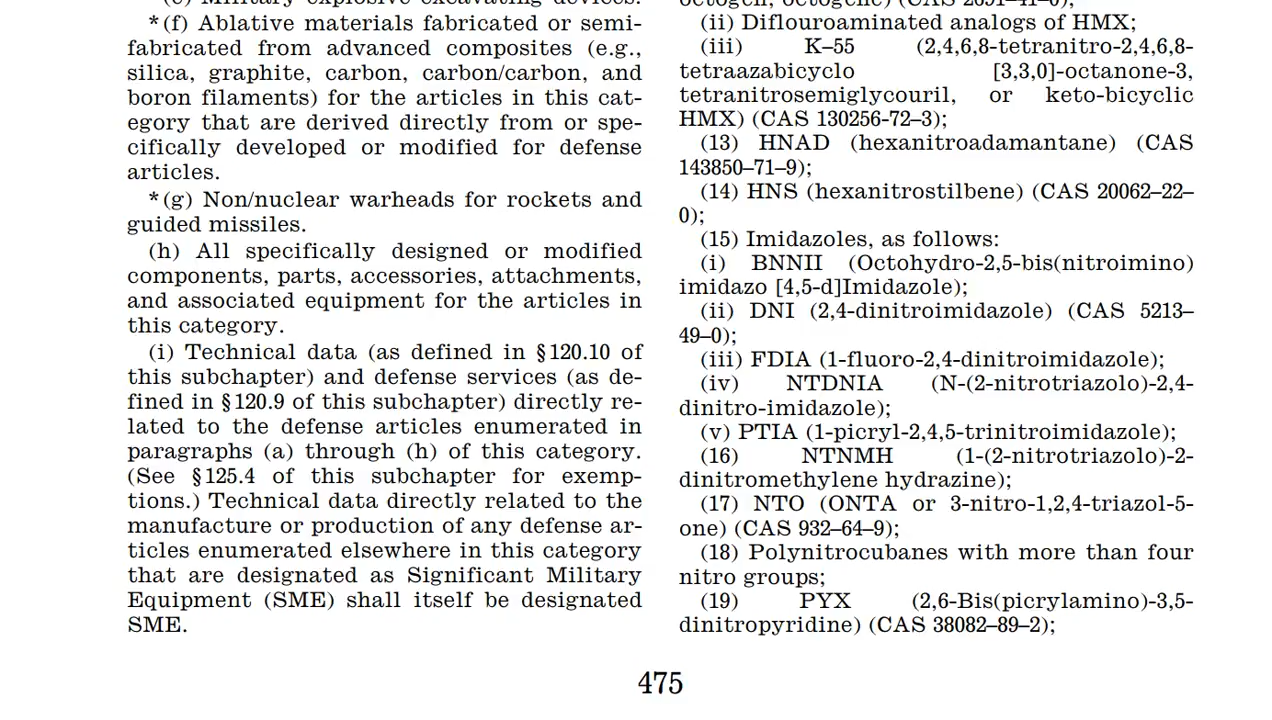 (e) Military explosive excavating devices.
*(f) Ablative materials fabricated or semi-
fabricated from advanced composites (e.g.,
silica, graphite, carbon, carbon/carbon, and
boron filaments) for the articles in this cat-
egory that are derived directly from or spe-
cifically developed or modified for defense
articles.
*(g) Non/nuclear warheads for rockets and
guided missiles.
(h) All specifically designed or modified
components, parts, accessories, attachments,
and associated equipment for the articles in
this category.
(i) Technical data (as defined in §120.10 of
this subchapter) and defense services (as de-
fined in §120.9 of this subchapter) directly re-
lated to the defense articles enumerated in
paragraphs (a) through (h) of this category.
(See §125.4 of this subchapter for exemp-
tions.) Technical data directly related to the
manufacture or production of any defense ar-
ticles enumerated elsewhere in this category
that are designated as Significant Military
Equipment (SME) shall itself be designated
SME.
octogen, octogene) (CAS 2691–41–0);
(ii) Diflouroaminated analogs of HMX;
(iii) K–55 (2,4,6,8-tetranitro-2,4,6,8-
tetraazabicyclo [3,3,0]-octanone-3,
tetranitrosemiglycouril, or keto-bicyclic
HMX) (CAS 130256-72–3);
(13) HNAD (hexanitroadamantane) (CAS
143850–71–9);
(14) HNS (hexanitrostilbene) (CAS 20062–22–
0);
(15) Imidazoles, as follows:
(i) BNNII (Octohydro-2,5-bis(nitroimino)
imidazo [4,5-d]Imidazole);
(ii) DNI (2,4-dinitroimidazole) (CAS 5213–
49–0);
(iii) FDIA (1-fluoro-2,4-dinitroimidazole);
(iv) NTDNIA (N-(2-nitrotriazolo)-2,4-
dinitro-imidazole);
(v) PTIA (1-picryl-2,4,5-trinitroimidazole);
(16) NTNMH (1-(2-nitrotriazolo)-2-
dinitromethylene hydrazine);
(17) NTO (ONTA or 3-nitro-1,2,4-triazol-5-
one) (CAS 932–64–9);
(18) Polynitrocubanes with more than four
nitro groups;
(19) PYX (2,6-Bis(picrylamino)-3,5-
dinitropyridine) (CAS 38082–89–2);
475